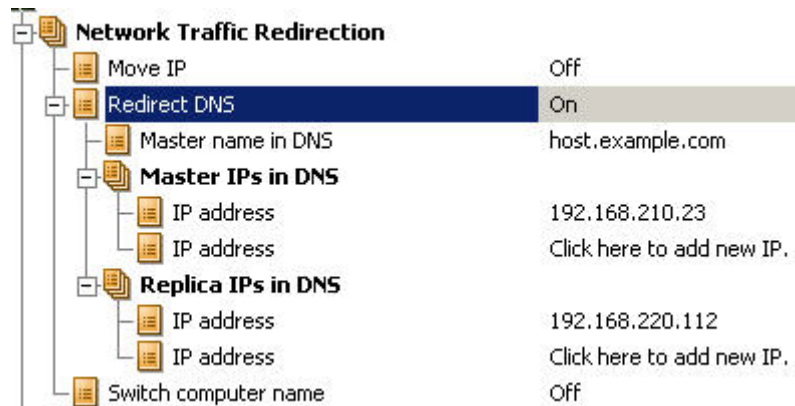 Network Traffic Redirection
Move IP Off
Redirect DNS On
Master name in DNS host.example.com
Master IPs in DNS
IP address 192.168.210.23
IP address Click here to add new IP.
Replica IPs in DNS
IP address 192.168.220.112
IP address Click here to add new IP.
Switch computer name Off